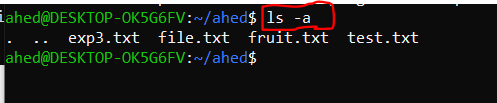 ahed@DESKTOP-OK5G6FV:~/ahed$ ls -a
.  ..  exp3.txt  file.txt  fruit.txt  test.txt
ahed@DESKTOP-OK5G6FV:~/ahed$